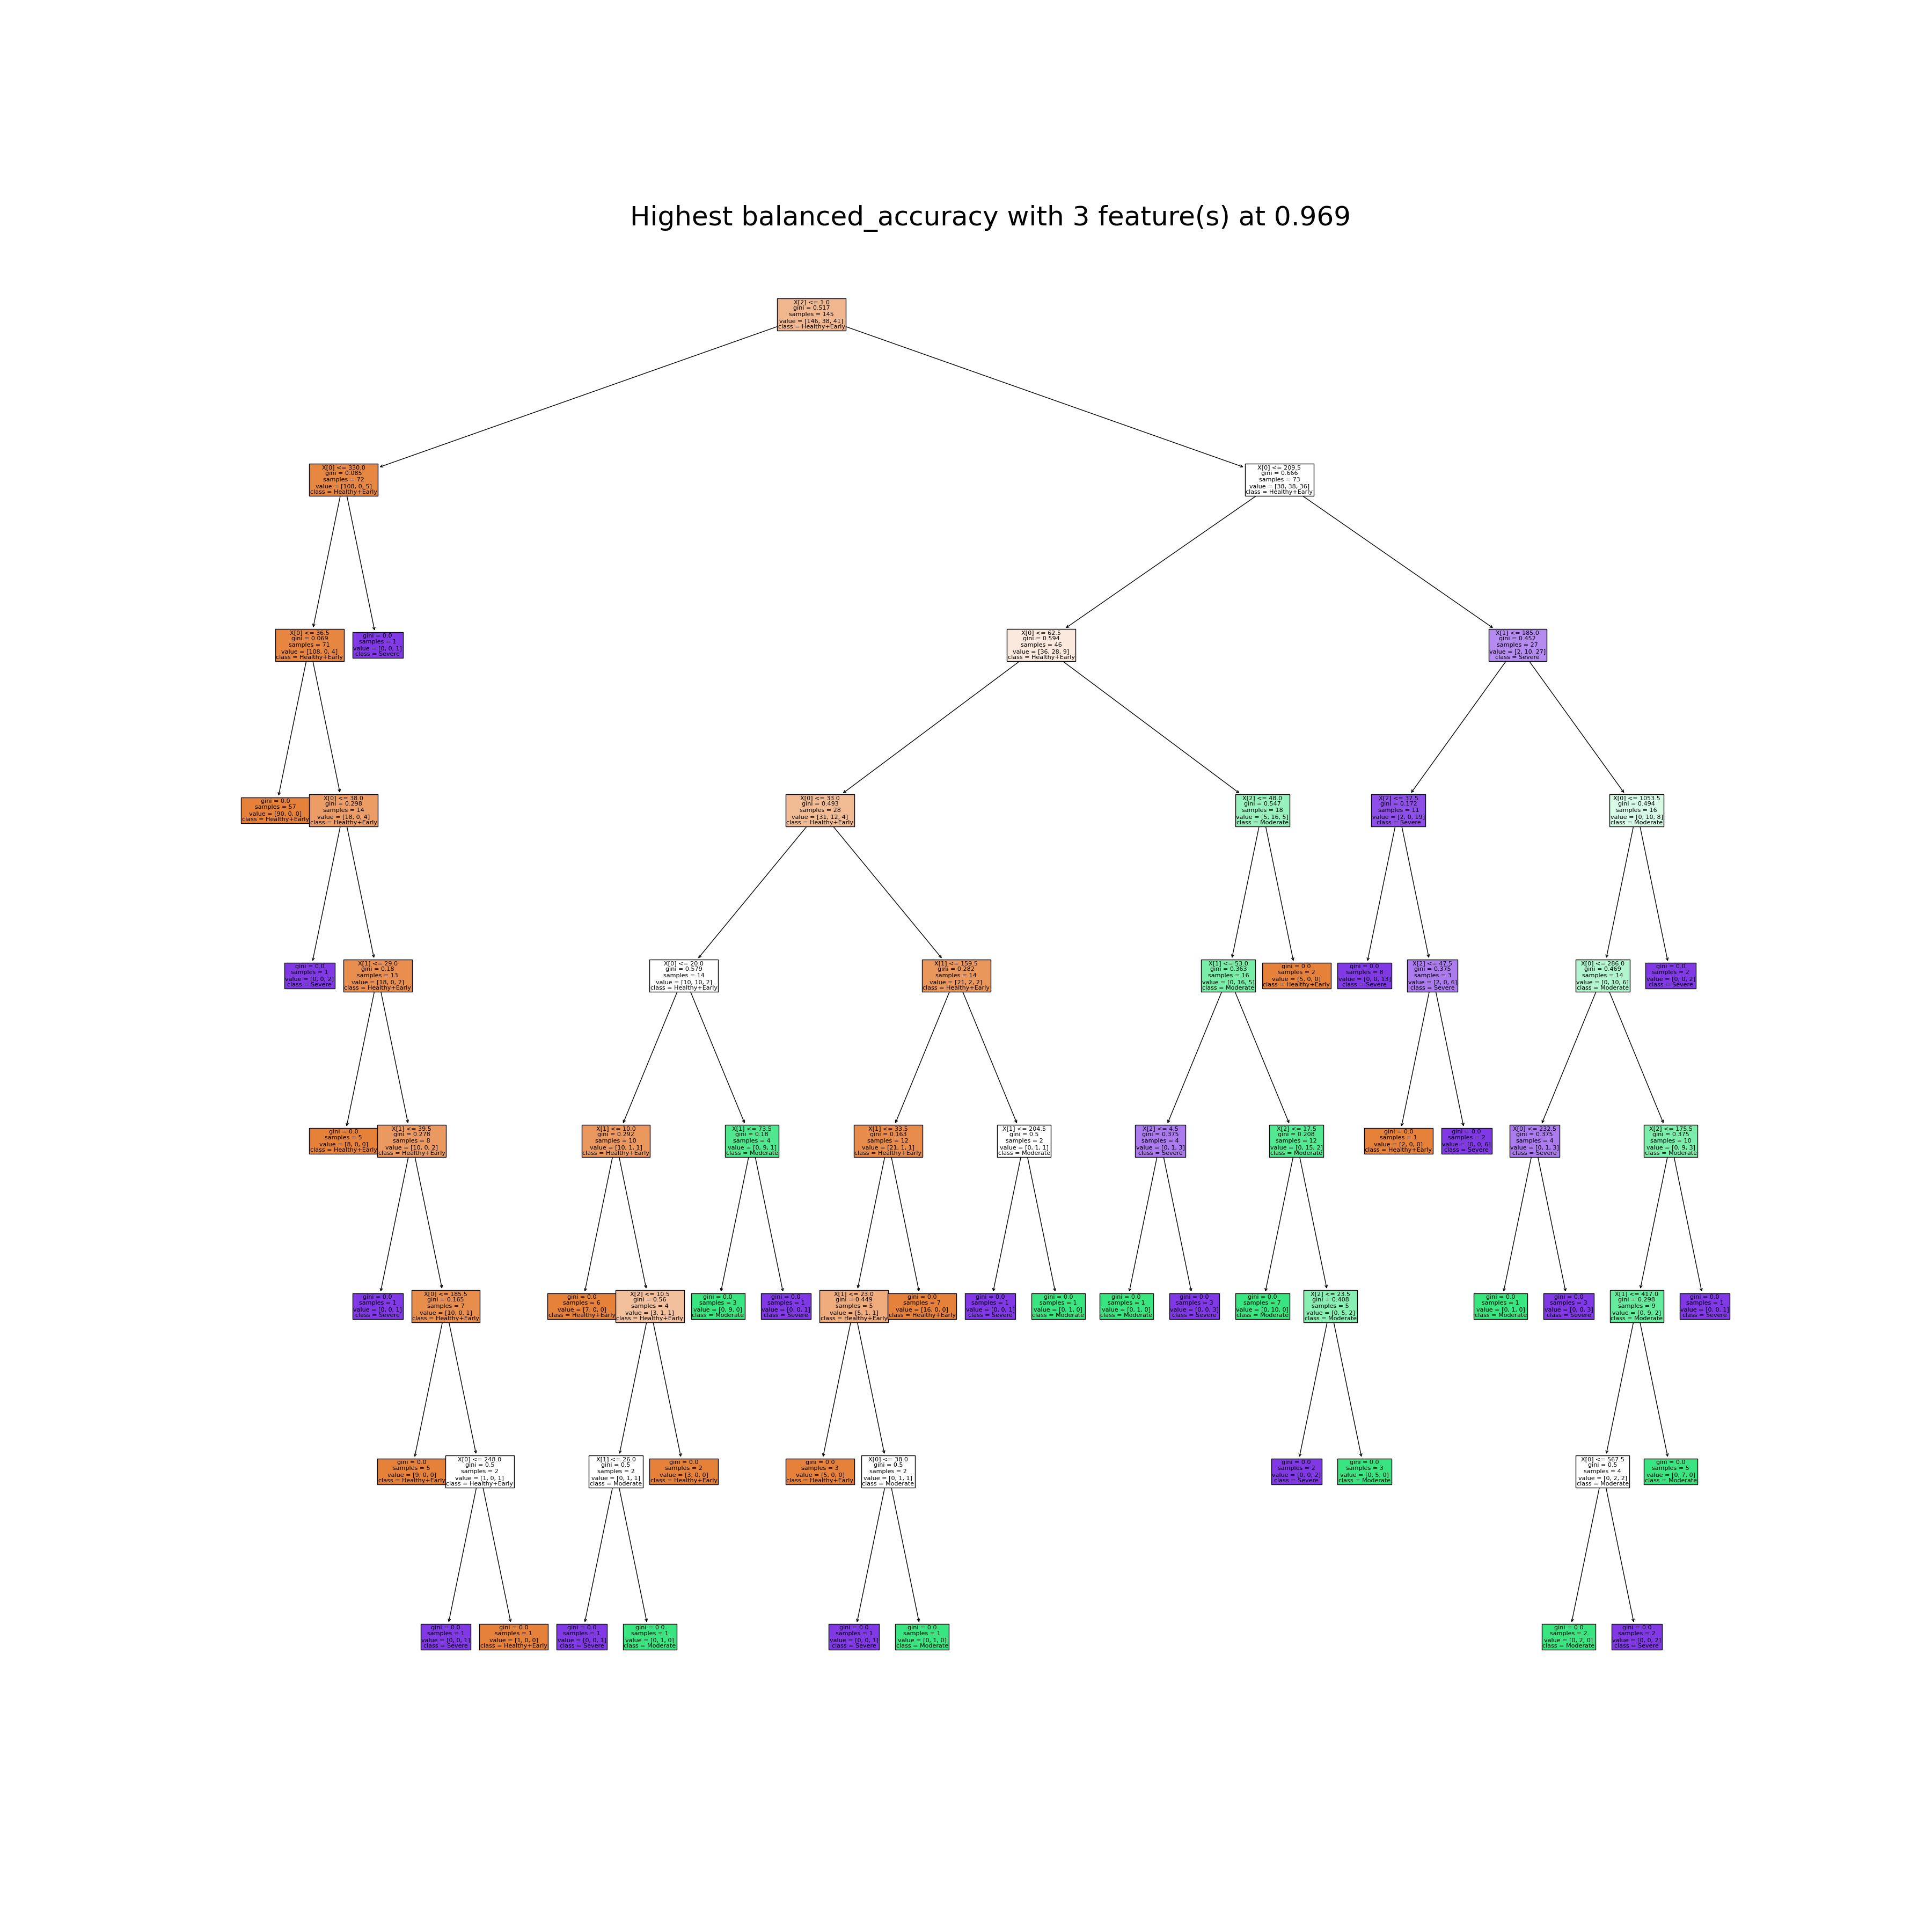 Highest balanced_accuracy with 3 feature(s) at 0.969
X[2] <= 1.0
gini = 0.517
samples = 145
value = [146, 38, 41]
class = Healthy+Early
X[0] <= 330.0
gini = 0.085
samples = 72
value = [108, 0, 5]
class = Healthy+Early
X[0] <= 209.5
gini = 0.666
samples = 73
value = [38, 38, 36]
class = Healthy+Early
X[0] <= 36.5
gini = 0.069
samples = 71
value = [108, 0, 4]
class = Healthy+Early
gini = 0.0
samples = 1
value = [0, 0, 1]
class = Severe
X[0] <= 62.5
gini = 0.594
samples = 46
value = [36, 28, 9]
class = Healthy+Early
X[1] <= 185.0
gini = 0.452
samples = 27
value = [2, 10, 27]
class = Severe
gini = 0.0
samples = 57
value = [90, 0, 0]
class = Healthy+Early
X[0] <= 38.0
gini = 0.298
samples = 14
value = [18, 0, 4]
class = Healthy+Early
X[0] <= 33.0
gini = 0.493
samples = 28
value = [31, 12, 4]
class = Healthy+Early
X[2] <= 48.0
gini = 0.547
samples = 18
value = [5, 16, 5]
class = Moderate
X[2] <= 37.5
gini = 0.172
samples = 11
value = [2, 0, 19]
class = Severe
X[0] <= 1053.5
gini = 0.494
samples = 16
value = [0, 10, 8]
class = Moderate
gini = 0.0
samples = 1
value = [0, 0, 2]
class = Severe
X[1] <= 29.0
gini = 0.18
samples = 13
value = [18, 0, 2]
class = Healthy+Early
X[0] <= 20.0
gini = 0.579
samples = 14
value = [10, 10, 2]
class = Healthy+Early
X[1] <= 159.5
gini = 0.282
samples = 14
value = [21, 2, 2]
class = Healthy+Early
X[1] <= 53.0
gini = 0.363
samples = 16
value = [0, 16, 5]
class = Moderate
gini = 0.0
samples = 2
value = [5, 0, 0]
class = Healthy+Early
gini = 0.0
samples = 8
value = [0, 0, 13]
class = Severe
X[2] <= 47.5
gini = 0.375
samples = 3
value = [2, 0, 6]
class = Severe
X[0] <= 286.0
gini = 0.469
samples = 14
value = [0, 10, 6]
class = Moderate
gini = 0.0
samples = 2
value = [0, 0, 2]
class = Severe
gini = 0.0
samples = 5
value = [8, 0, 0]
class = Healthy+Early
X[1] <= 39.5
gini = 0.278
samples = 8
value = [10, 0, 2]
class = Healthy+Early
X[1] <= 10.0
gini = 0.292
samples = 10
value = [10, 1, 1]
class = Healthy+Early
X[1] <= 73.5
gini = 0.18
samples = 4
value = [0, 9, 1]
class = Moderate
X[1] <= 33.5
gini = 0.163
samples = 12
value = [21, 1, 1]
class = Healthy+Early
X[1] <= 204.5
gini = 0.5
samples = 2
value = [0, 1, 1]
class = Moderate
X[2] <= 4.5
gini = 0.375
samples = 4
value = [0, 1, 3]
class = Severe
X[2] <= 17.5
gini = 0.208
samples = 12
value = [0, 15, 2]
class = Moderate
gini = 0.0
samples = 1
value = [2, 0, 0]
class = Healthy+Early
gini = 0.0
samples = 2
value = [0, 0, 6]
class = Severe
X[0] <= 232.5
gini = 0.375
samples = 4
value = [0, 1, 3]
class = Severe
X[2] <= 175.5
gini = 0.375
samples = 10
value = [0, 9, 3]
class = Moderate
gini = 0.0
samples = 1
value = [0, 0, 1]
class = Severe
X[0] <= 185.5
gini = 0.165
samples = 7
value = [10, 0, 1]
class = Healthy+Early
gini = 0.0
samples = 6
value = [7, 0, 0]
class = Healthy+Early
X[2] <= 10.5
gini = 0.56
samples = 4
value = [3, 1, 1]
class = Healthy+Early
gini = 0.0
samples = 3
value = [0, 9, 0]
class = Moderate
gini = 0.0
samples = 1
value = [0, 0, 1]
class = Severe
X[1] <= 23.0
gini = 0.449
samples = 5
value = [5, 1, 1]
class = Healthy+Early
gini = 0.0
samples = 7
value = [16, 0, 0]
class = Healthy+Early
gini = 0.0
samples = 1
value = [0, 0, 1]
class = Severe
gini = 0.0
samples = 1
value = [0, 1, 0]
class = Moderate
gini = 0.0
samples = 1
value = [0, 1, 0]
class = Moderate
gini = 0.0
samples = 3
value = [0, 0, 3]
class = Severe
gini = 0.0
samples = 7
value = [0, 10, 0]
class = Moderate
X[2] <= 23.5
gini = 0.408
samples = 5
value = [0, 5, 2]
class = Moderate
gini = 0.0
samples = 1
value = [0, 1, 0]
class = Moderate
gini = 0.0
samples = 3
value = [0, 0, 3]
class = Severe
X[1] <= 417.0
gini = 0.298
samples = 9
value = [0, 9, 2]
class = Moderate
gini = 0.0
samples = 1
value = [0, 0, 1]
class = Severe
gini = 0.0
samples = 5
value = [9, 0, 0]
class = Healthy+Early
X[0] <= 248.0
gini = 0.5
samples = 2
value = [1, 0, 1]
class = Healthy+Early
X[1] <= 26.0
gini = 0.5
samples = 2
value = [0, 1, 1]
class = Moderate
gini = 0.0
samples = 2
value = [3, 0, 0]
class = Healthy+Early
gini = 0.0
samples = 3
value = [5, 0, 0]
class = Healthy+Early
X[0] <= 38.0
gini = 0.5
samples = 2
value = [0, 1, 1]
class = Moderate
gini = 0.0
samples = 2
value = [0, 0, 2]
class = Severe
gini = 0.0
samples = 3
value = [0, 5, 0]
class = Moderate
X[0] <= 567.5
gini = 0.5
samples = 4
value = [0, 2, 2]
class = Moderate
gini = 0.0
samples = 5
value = [0, 7, 0]
class = Moderate
gini = 0.0
samples = 1
value = [0, 0, 1]
class = Severe
gini = 0.0
samples = 1
value = [1, 0, 0]
class = Healthy+Early
gini = 0.0
samples = 1
value = [0, 0, 1]
class = Severe
gini = 0.0
samples = 1
value = [0, 1, 0]
class = Moderate
gini = 0.0
samples = 1
value = [0, 0, 1]
class = Severe
gini = 0.0
samples = 1
value = [0, 1, 0]
class = Moderate
gini = 0.0
samples = 2
value = [0, 2, 0]
class = Moderate
gini = 0.0
samples = 2
value = [0, 0, 2]
class = Severe